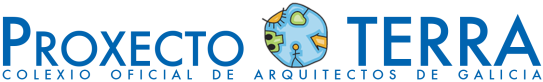 PROXECTO TERRA
COLEXIO OFICIAL DE ARQUITECTOS DE GALICIA